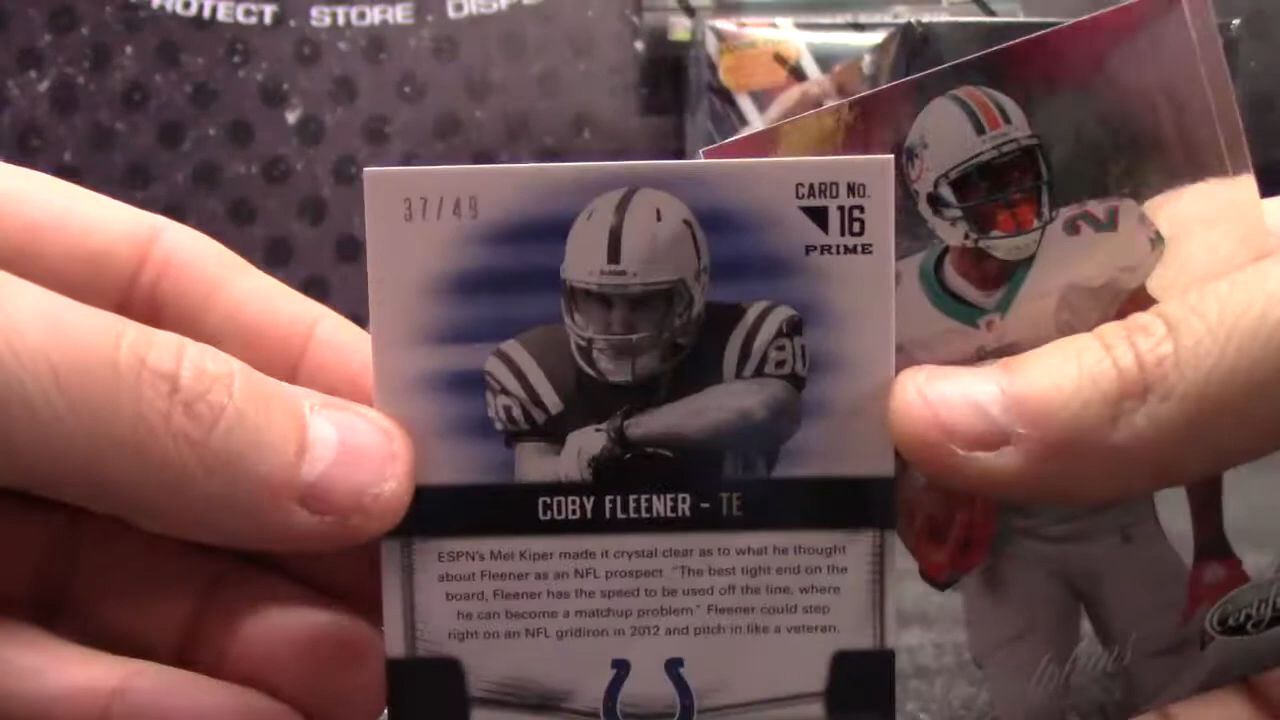 PROTECT . STORE .
37/49
CARD No.
16
PRIME
80
2
COBY FLEENER - TE
ESPN's Mel Kiper made it crystal clear as to what he thought
about Fleener as an NFL prospect. "The best tight end on the
board, Fleener has the speed to be used off the line, where
he can become a matchup problem." Fleener could step
right on an NFL gridiron in 2012 and pitch in like a veteran.